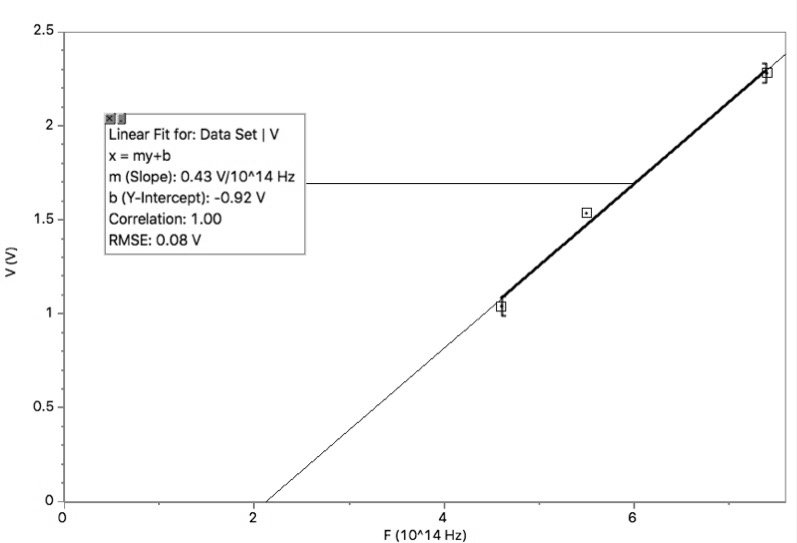 2.5
2
1.5
1
0.5
0
V (V)
Linear Fit for: Data Set | V
x = my+b
m (Slope): 0.43 V/10^14 Hz
b (Y-Intercept): -0.92 V
Correlation: 1.00
RMSE: 0.08 V
0 2 4 6
F (10^14 Hz)